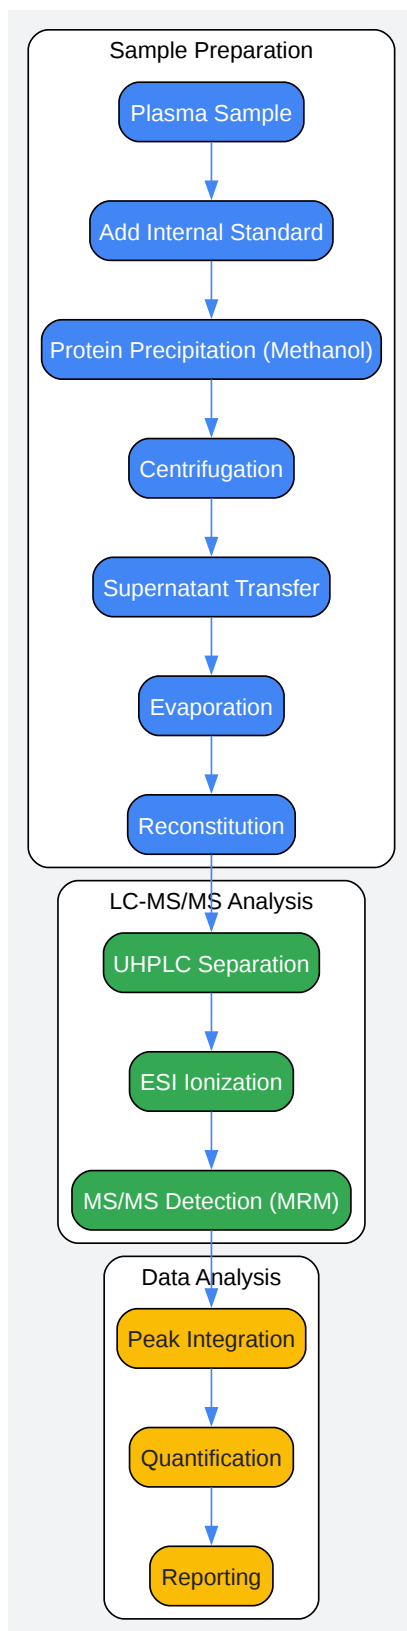 Sample Preparation
Plasma Sample
Add Internal Standard
Protein Precipitation (Methanol)
Centrifugation
Supernatant Transfer
Evaporation
Reconstitution
LC-MS/MS Analysis
UHPLC Separation
ESI Ionization
MS/MS Detection (MRM)
Data Analysis
Peak Integration
Quantification
Reporting